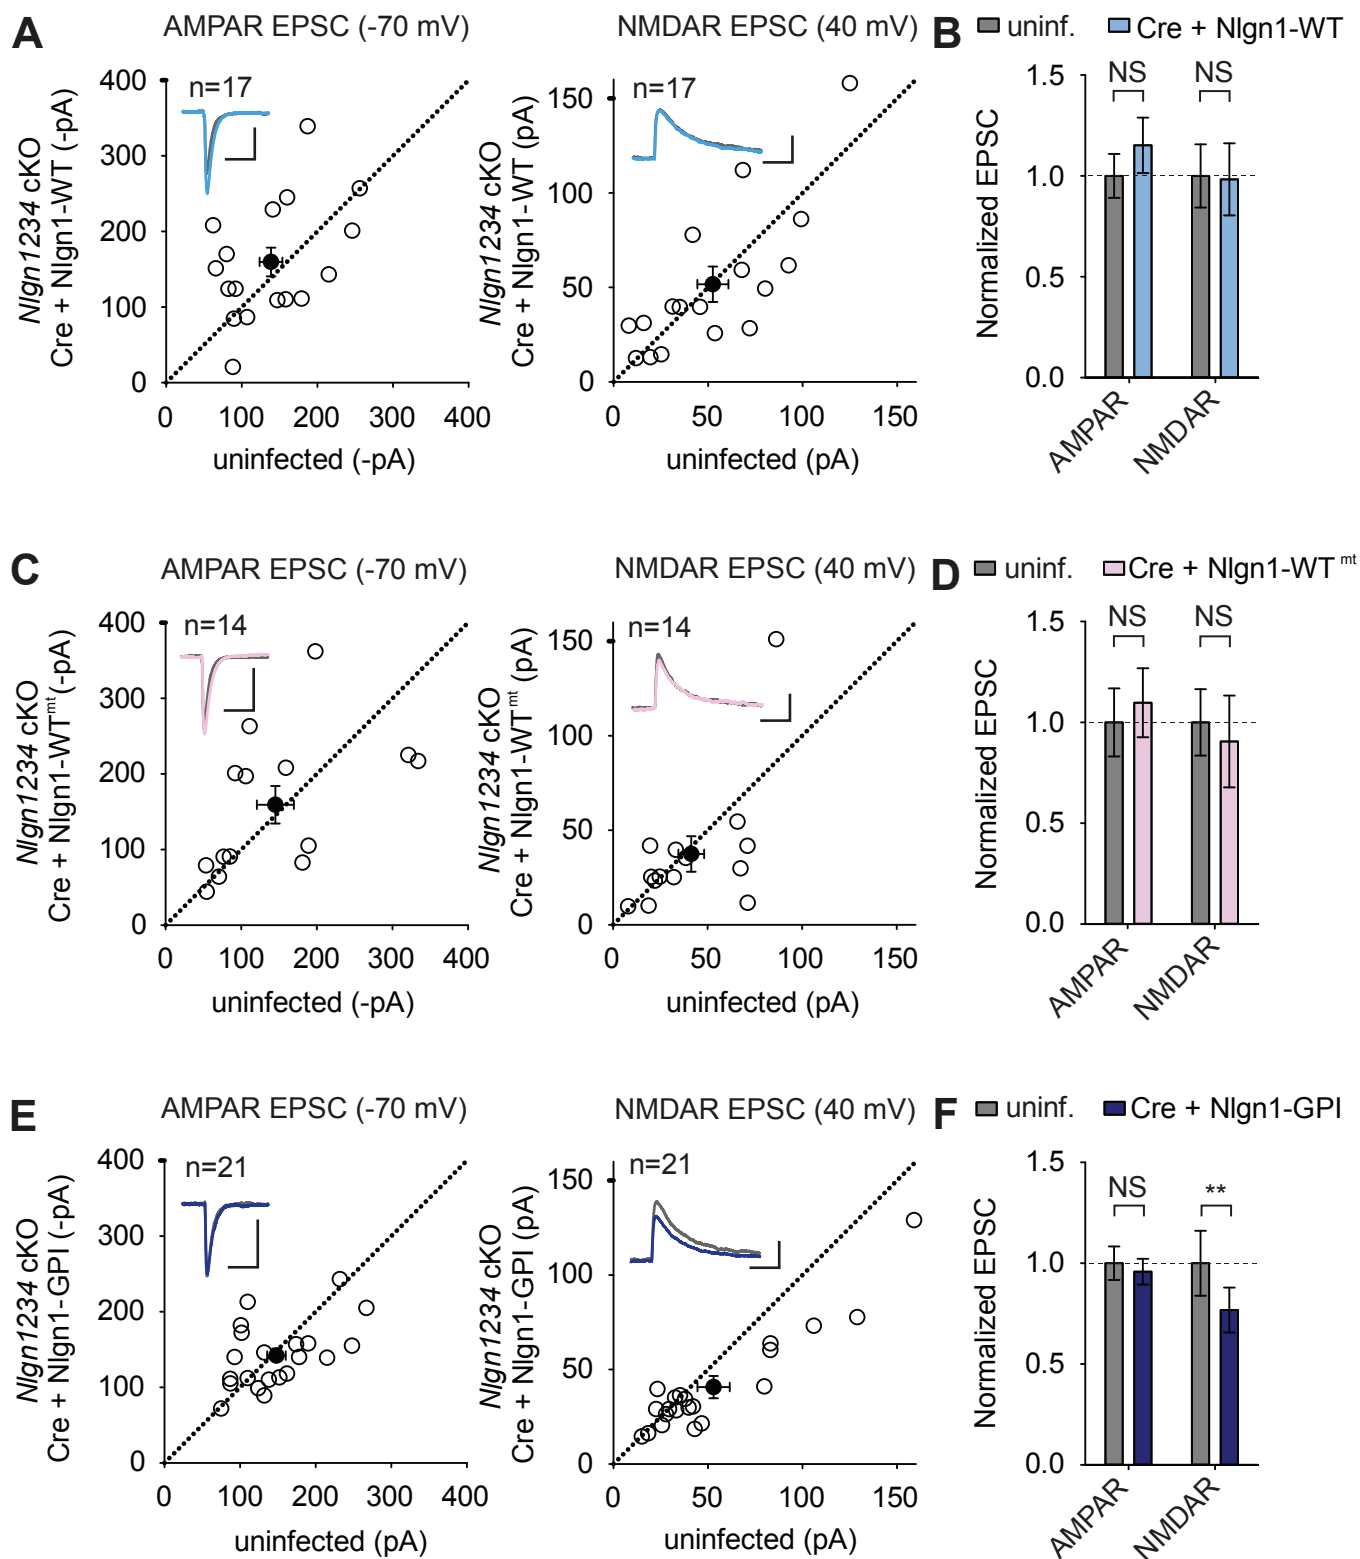 A
AMPAR EPSC (-70 mV)
NMDAR EPSC (40 mV)
B
uninf.
Cre + Nlgn1-WT
Nlgn1234 cKO
Cre + Nlgn1-WT (-pA)
400
300
200
100
0
n=17
0 100 200 300 400
uninfected (-pA)
Nlgn1234 cKO
Cre + Nlgn1-WT (pA)
150
100
50
0
n=17
0 50 100 150
uninfected (pA)
Normalized EPSC
1.5
1.0
0.5
0.0
NS
NS
AMPAR
NMDAR
C
AMPAR EPSC (-70 mV)
NMDAR EPSC (40 mV)
D
uninf.
Cre + Nlgn1-WT mt
Nlgn1234 cKO
Cre + Nlgn1-WTmt(-pA)
400
300
200
100
0
n=14
0 100 200 300 400
uninfected (-pA)
Nlgn1234 cKO
Cre + Nlgn1-WTmt (pA)
150
100
50
0
n=14
0 50 100 150
uninfected (pA)
Normalized EPSC
1.5
1.0
0.5
0.0
NS
NS
AMPAR
NMDAR
E
AMPAR EPSC (-70 mV)
NMDAR EPSC (40 mV)
F
uninf.
Cre + Nlgn1-GPI
Nlgn1234 cKO
Cre + Nlgn1-GPI (-pA)
400
300
200
100
0
n=21
0 100 200 300 400
uninfected (pA)
Nlgn1234 cKO
Cre + Nlgn1-GPI (pA)
150
100
50
0
n=21
0 50 100 150
uninfected (pA)
Normalized EPSC
1.5
1.0
0.5
0.0
NS
**
AMPAR
NMDAR